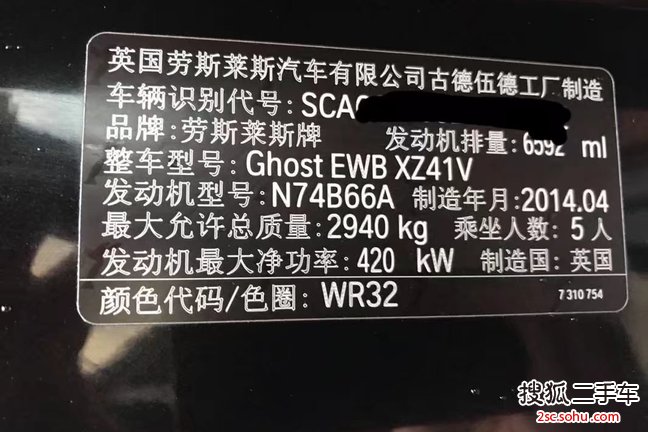 英国劳斯莱斯汽车有限公司古德伍德工厂制造
车辆识别代号: SCA
品牌: 劳斯莱斯牌 发动机排量: 6592 ml
整车型号: Ghost EWB XZ41V
发动机型号: N74B66A 制造年月: 2014.04
最大允许总质量: 2940 kg 乘坐人数: 5人
发动机最大净功率: 420 kW 制造国: 英国
颜色代码/色圈: WR32 7 310 754
搜狐二手车
2sc.sohu.com